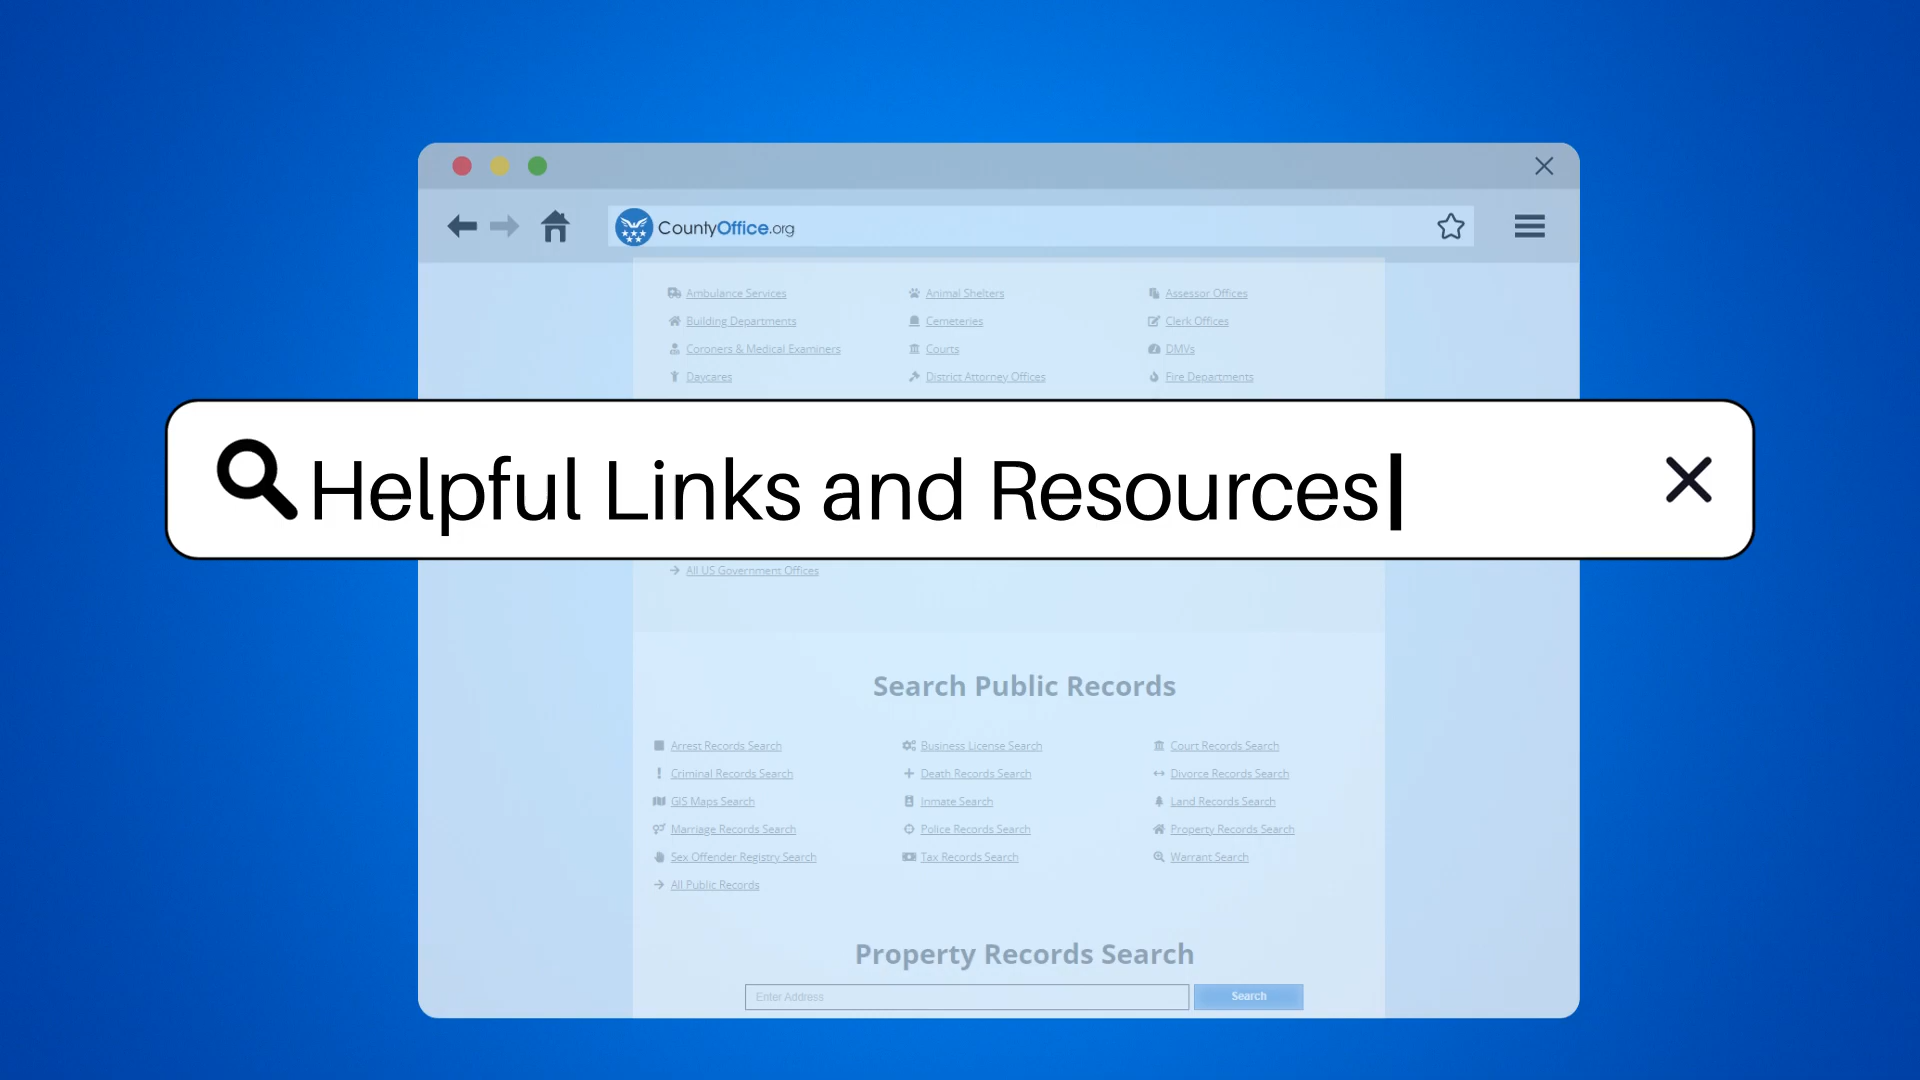 CountyOffice.org
Ambulance Services Animal Shelters Assessor Offices
Building Departments Cemeteries Clerk Offices
Coroners & Medical Examiners Courts DMVs
Daycares District Attorney Offices Fire Departments
Helpful Links and Resources
All US Government Offices
Search Public Records
Arrest Records Search Business License Search Court Records Search
Criminal Records Search Death Records Search Divorce Records Search
GIS Maps Search Inmate Search Land Records Search
Marriage Records Search Police Records Search Property Records Search
Sex Offender Registry Search Tax Records Search Warrant Search
All Public Records
Property Records Search
Enter Address Search